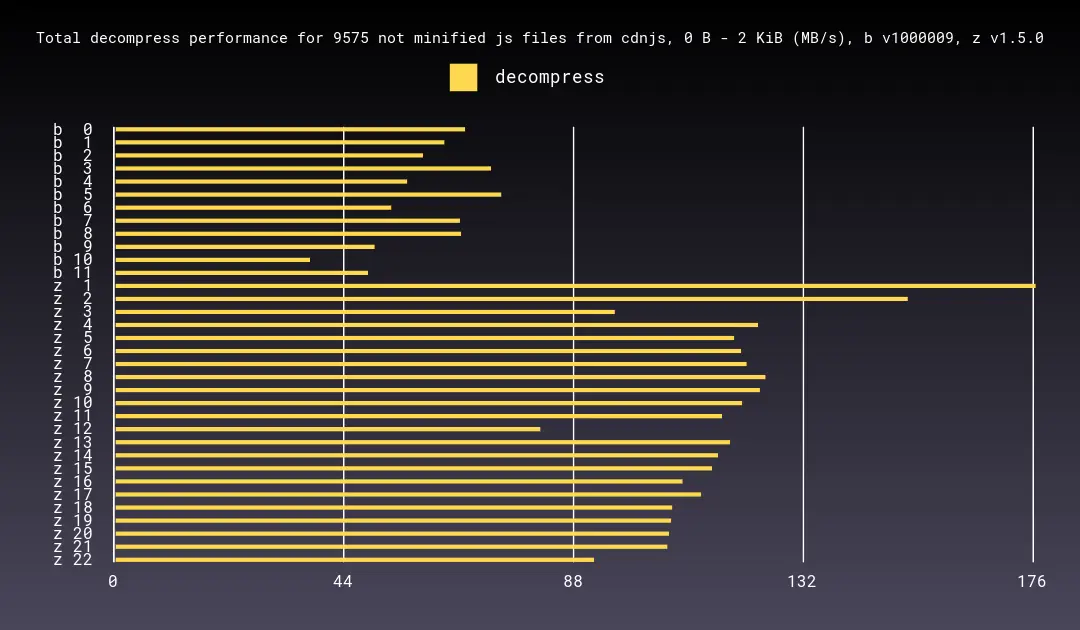 Total decompress performance for 9575 not minified js files from cdnjs, 0 B - 2 KiB (MB/s), b v1000009, z v1.5.0
decompress
b 0
b 1
b 2
b 3
b 4
b 5
b 6
b 7
b 8
b 9
b 10
b 11
z 1
z 2
z 3
z 4
z 5
z 6
z 7
z 8
z 9
z 10
z 11
z 12
z 13
z 14
z 15
z 16
z 17
z 18
z 19
z 20
z 21
z 22
0 44 88 132 176